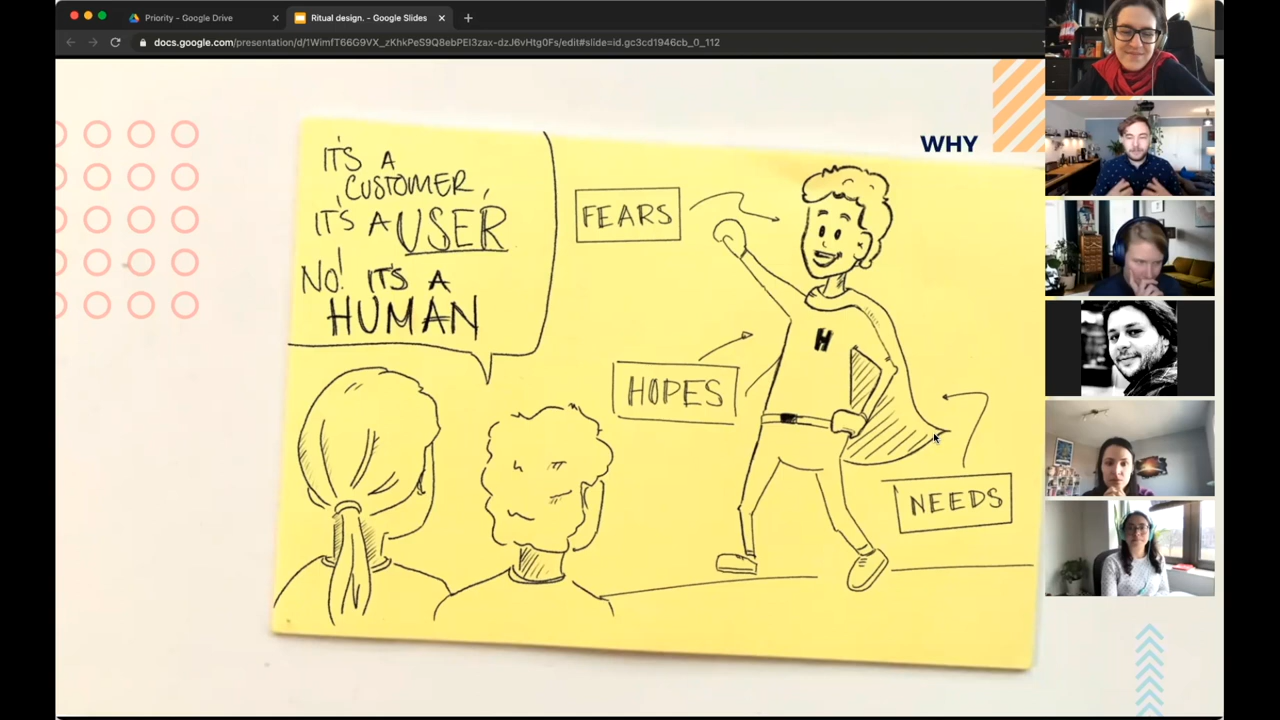 Priority - Google Drive
Ritual design. - Google Slides
docs.google.com/presentation/d/1WimfT66G9VX_zKhkPeS9Q8ebPEI3zax-dzJ6vHtg0Fs/edit#slide=id.gc3cd1946cb_0_112
WHY
IT'S A
CUSTOMER,
IT'S A USER
NO! IT'S A
HUMAN
FEARS
H
HOPES
NEEDS